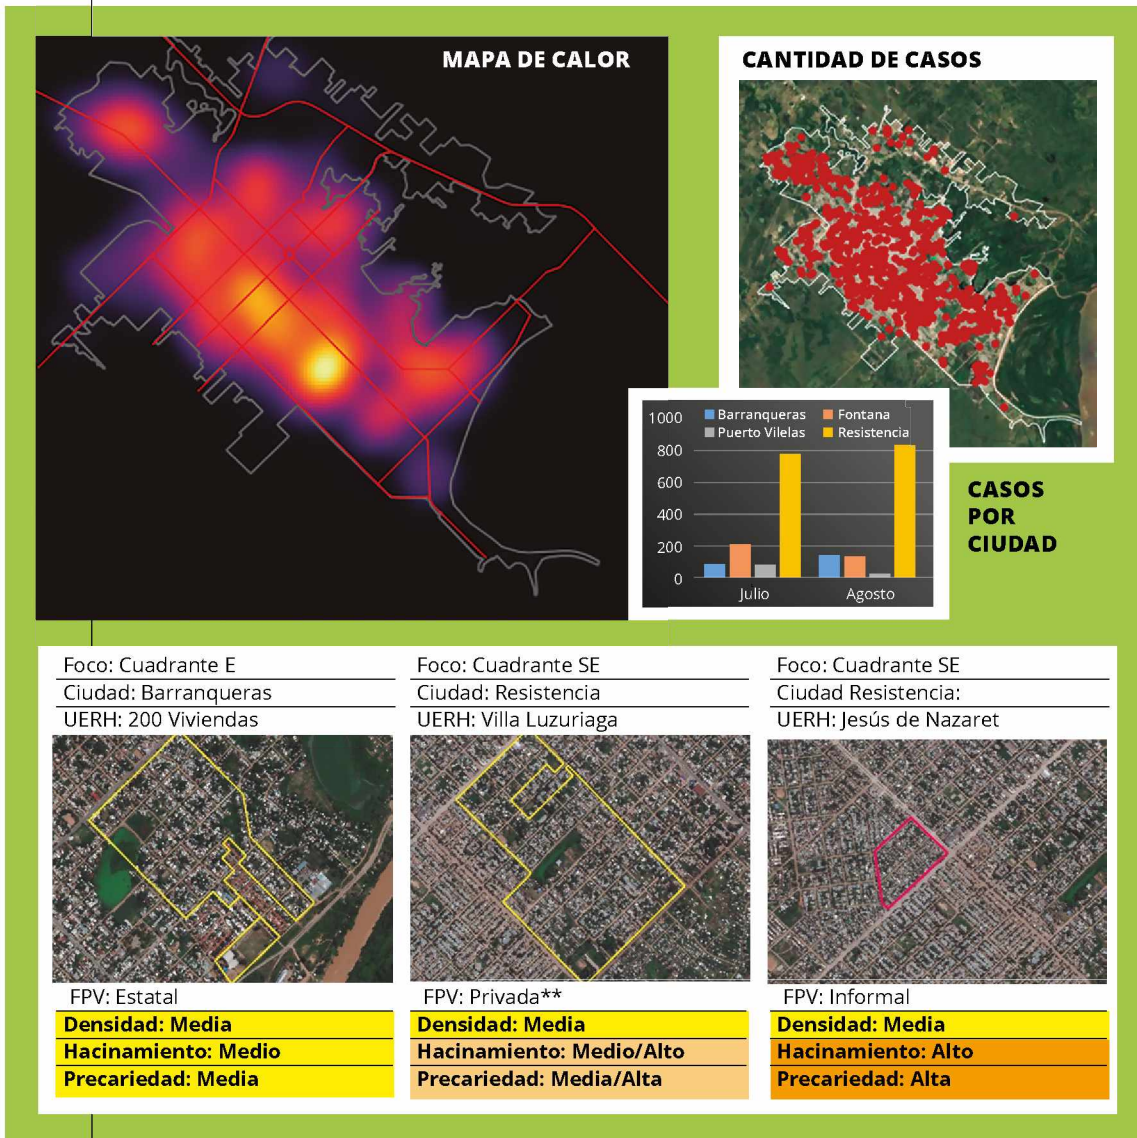 MAPA DE CALOR
CANTIDAD DE CASOS
1000
Barranqueras
Fontana
Puerto Vilelas
Resistencia
800
600
400
200
0
Julio
Agosto
CASOS
POR
CIUDAD
Foco: Cuadrante E
Ciudad: Barranqueras
UERH: 200 Viviendas
FPV: Estatal
Densidad: Media
Hacinamiento: Medio
Precariedad: Media
Foco: Cuadrante SE
Ciudad: Resistencia
UERH: Villa Luzuriaga
FPV: Privada**
Densidad: Media
Hacinamiento: Medio/Alto
Precariedad: Media/Alta
Foco: Cuadrante SE
Ciudad Resistencia:
UERH: Jesús de Nazaret
FPV: Informal
Densidad: Media
Hacinamiento: Alto
Precariedad: Alta